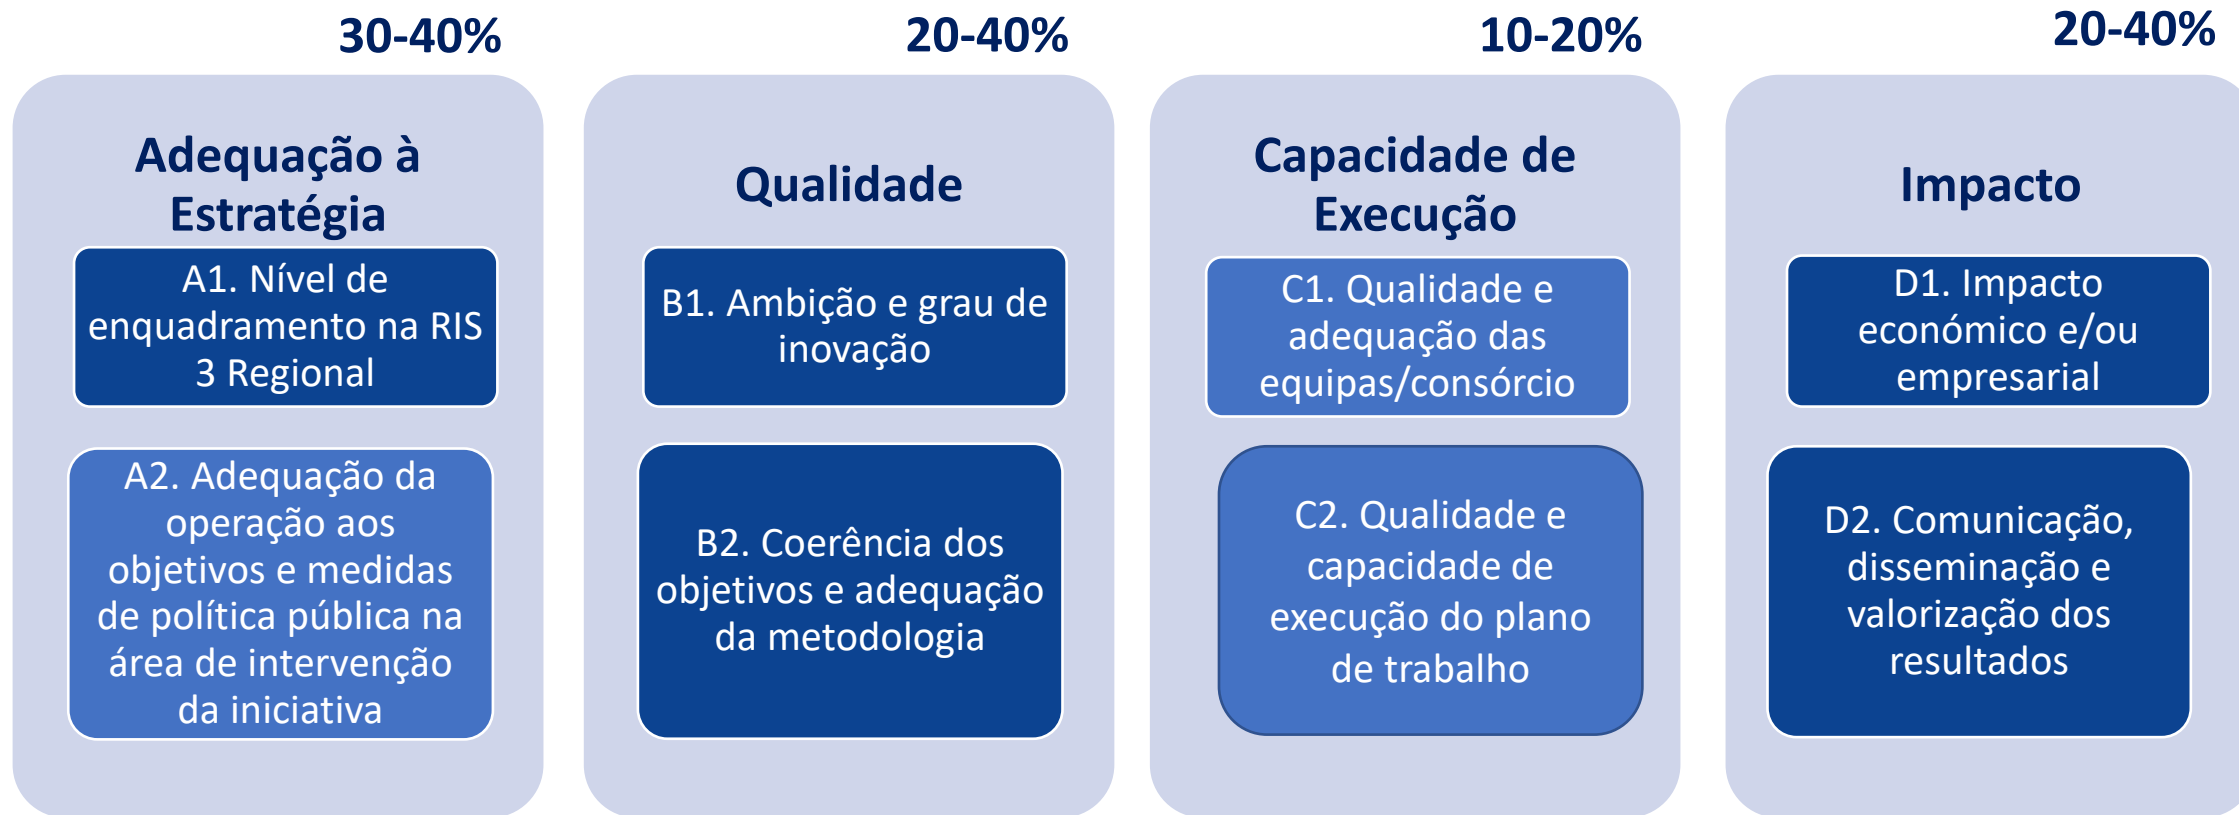 30-40%
Adequação à
Estratégia
A1. Nível de
enquadramento na RIS
3 Regional
A2. Adequação da
operação aos
objetivos e medidas
de política pública na
área de intervenção
da iniciativa
20-40%
Qualidade
B1. Ambição e grau de
inovação
B2. Coerência dos
objetivos e adequação
da metodologia
10-20%
Capacidade de
Execução
C1. Qualidade e
adequação das
equipas/consórcio
C2. Qualidade e
capacidade de
execução do plano
de trabalho
20-40%
Impacto
D1. Impacto
económico e/ou
empresarial
D2. Comunicação,
disseminação e
valorização dos
resultados